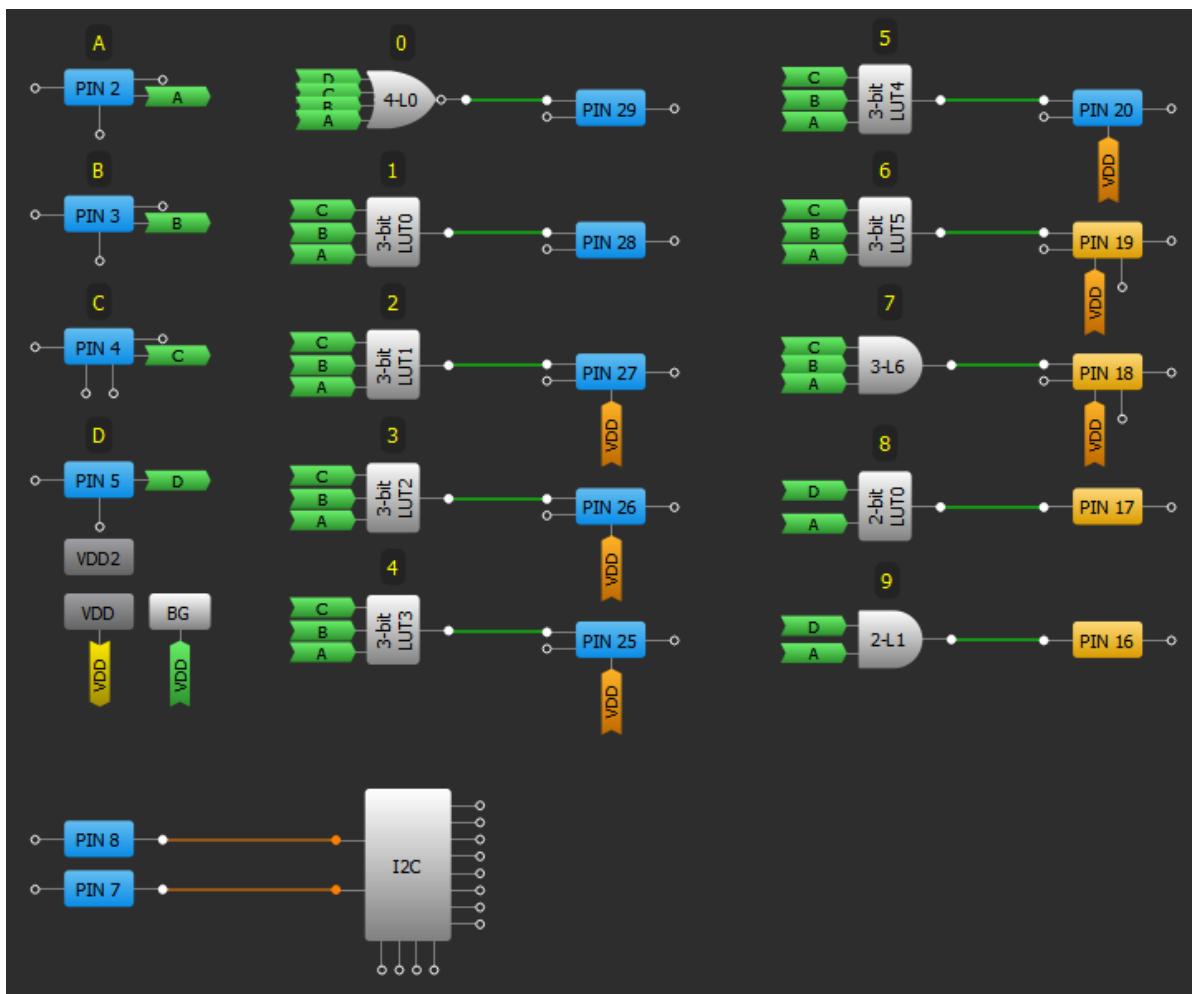 A
PIN 2
A
B
PIN 3
B
C
PIN 4
C
D
PIN 5
D
VDD2
VDD
BG
VDD
VDD
0
D
C
B
A
4-L0
PIN 29
1
C
B
A
3-bit
LUT0
PIN 28
2
C
B
A
3-bit
LUT1
PIN 27
VDD
3
C
B
A
3-bit
LUT2
PIN 26
VDD
4
C
B
A
3-bit
LUT3
PIN 25
VDD
5
C
B
A
3-bit
LUT4
PIN 20
VDD
6
C
B
A
3-bit
LUT5
PIN 19
VDD
7
C
B
A
3-L6
PIN 18
VDD
8
D
A
2-bit
LUT0
PIN 17
9
D
A
2-L1
PIN 16
PIN 8
PIN 7
I2C